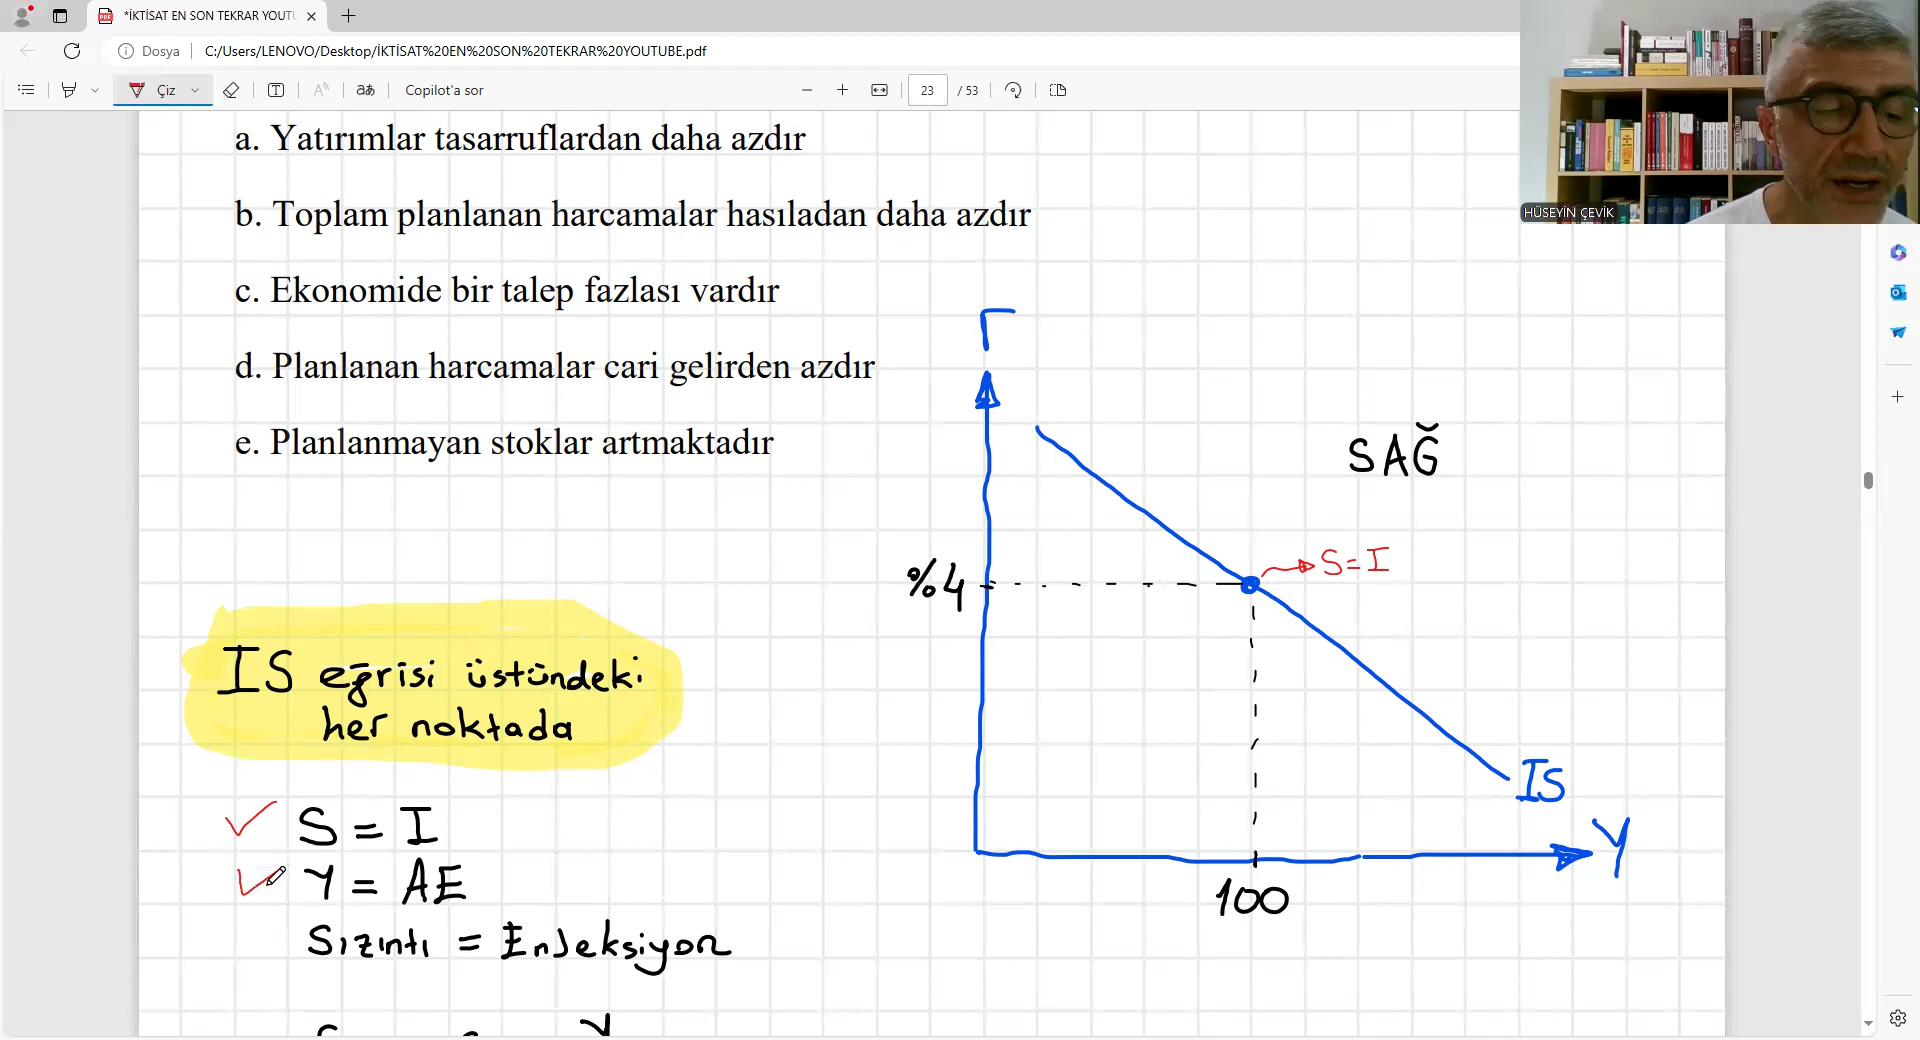 *İKTİSAT EN SON TEKRAR YOUTU
Dosya
C:/Users/LENOVO/Desktop/İKTİSAT%20EN%20SON%20TEKRAR%20YOUTUBE.pdf
Çiz
aあ
Copilot'a sor
23 / 53
HÜSEYİN ÇEVİK
a. Yatırımlar tasarruflardan daha azdır
b. Toplam planlanan harcamalar hasıladan daha azdır
c. Ekonomide bir talep fazlası vardır
d. Planlanan harcamalar cari gelirden azdır
e. Planlanmayan stoklar artmaktadır
r
SAĞ
S=I
%4
IS
Y
100
IS eğrisi üstündeki
her noktada
S = I
Y = AE
Sızıntı = Enjeksiyon